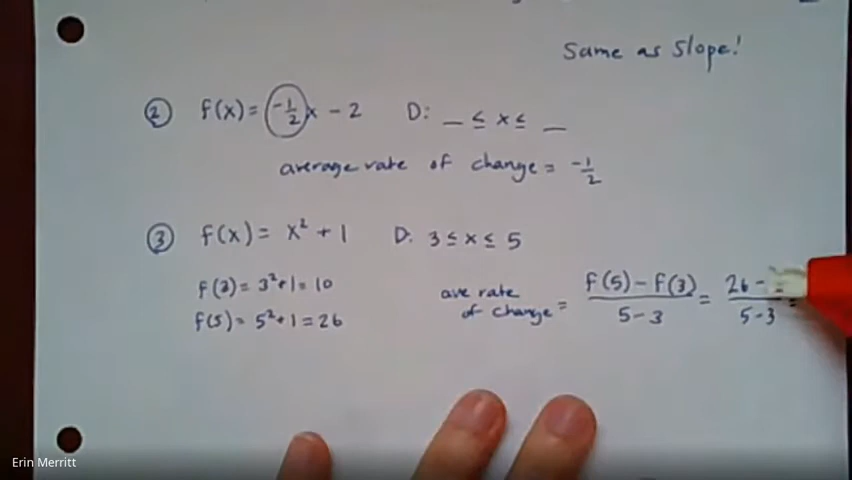 Same as Slope!
② f(x) = -1/2 x - 2 D: _ ≤ x ≤ _
average rate of change = -1/2
③ f(x) = x² + 1 D: 3 ≤ x ≤ 5
f(3) = 3²+1 = 10
f(5) = 5²+1 = 26
ave rate of change = f(5) - f(3) / 5-3 = 26 - / 5-3 =
Erin Merritt